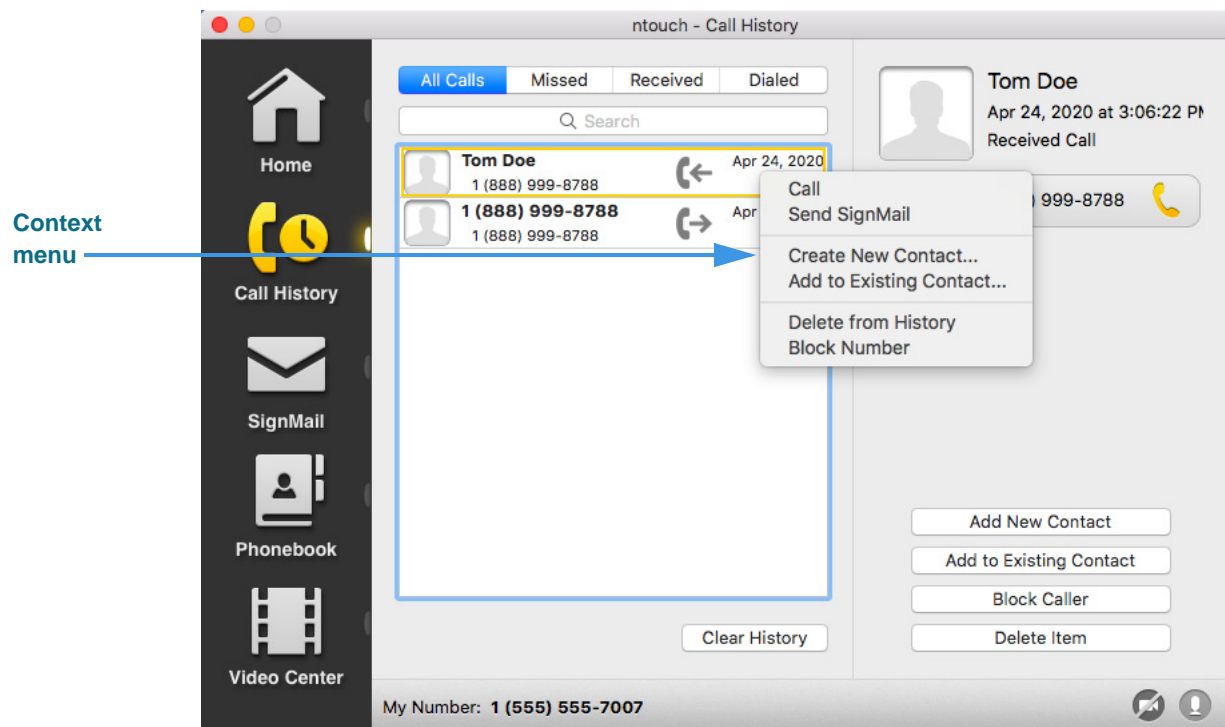 ntouch - Call History
Context
menu
Home
Call History
SignMail
Phonebook
Video Center
All Calls Missed Received Dialed
Search
Tom Doe Apr 24, 2020
1 (888) 999-8788
1 (888) 999-8788 Apr
1 (888) 999-8788
Call
Send SignMail
Create New Contact...
Add to Existing Contact...
Delete from History
Block Number
Clear History
Tom Doe
Apr 24, 2020 at 3:06:22 PM
Received Call
) 999-8788
Add New Contact
Add to Existing Contact
Block Caller
Delete Item
My Number: 1 (555) 555-7007